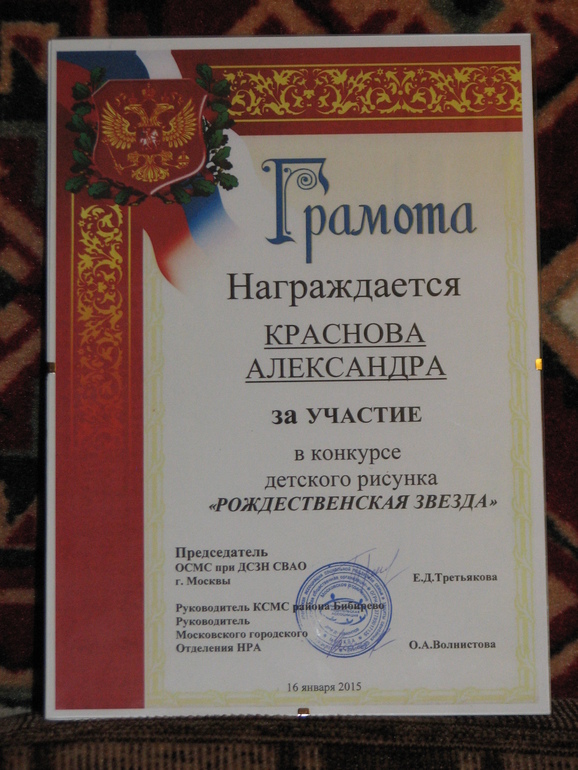 Грамота
Награждается
КРАСНОВА
АЛЕКСАНДРА
за УЧАСТИЕ
в конкурсе
детского рисунка
«РОЖДЕСТВЕНСКАЯ ЗВЕЗДА»
Председатель
ОСМС при ДСЗН СВАО
г. Москвы
Е.Д.Третьякова
Руководитель КСМС района Бибирево
Руководитель
Московского городского
Отделения НРА
О.А.Волнистова
16 января 2015